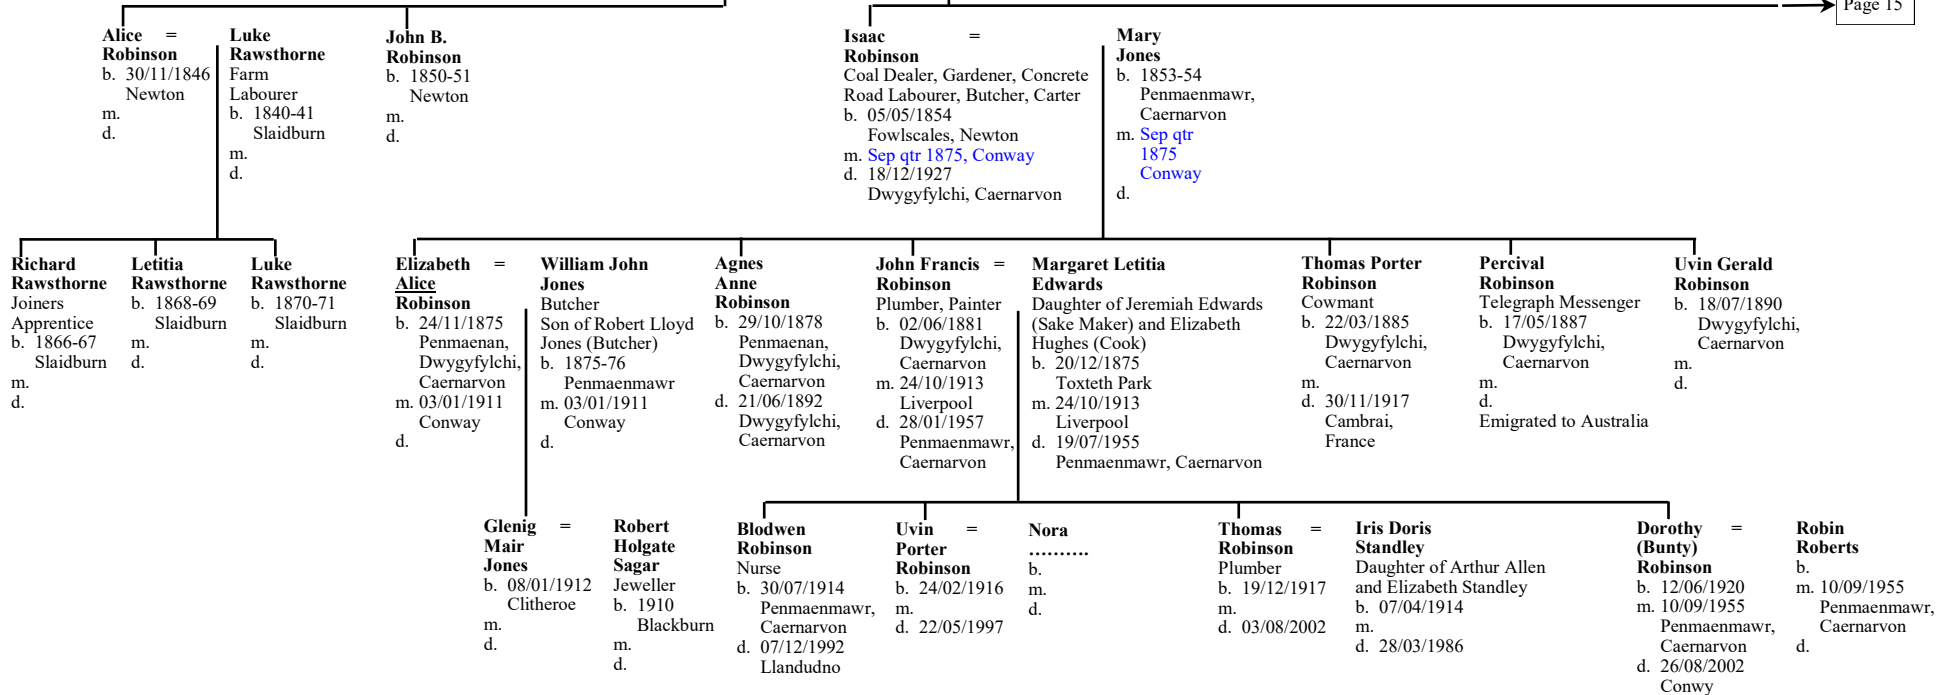 Page 15
Alice =
Robinson
b. 30/11/1846
Newton
m.
d.
Luke
Rawsthorne
Farm
Labourer
b. 1840-41
Slaidburn
m.
d.
John B.
Robinson
b. 1850-51
Newton
m.
d.
Isaac =
Robinson
Coal Dealer, Gardener, Concrete
Road Labourer, Butcher, Carter
b. 05/05/1854
Fowlscales, Newton
m. Sep qtr 1875, Conway
d. 18/12/1927
Dwygyfylchi, Caernarvon
Mary
Jones
b. 1853-54
Penmaenmawr,
Caernarvon
m. Sep qtr
1875
Conway
d.
Richard
Rawsthorne
Joiners
Apprentice
b. 1866-67
Slaidburn
m.
d.
Letitia
Rawsthorne
b. 1868-69
Slaidburn
m.
d.
Luke
Rawsthorne
b. 1870-71
Slaidburn
m.
d.
Elizabeth =
Alice
Robinson
b. 24/11/1875
Penmaenan,
Dwygyfylchi,
Caernarvon
m. 03/01/1911
Conway
d.
William John
Jones
Butcher
Son of Robert Lloyd
Jones (Butcher)
b. 1875-76
Penmaenmawr
m. 03/01/1911
Conway
d.
Agnes
Anne
Robinson
b. 29/10/1878
Penmaenan,
Dwygyfylchi,
Caernarvon
d. 21/06/1892
Dwygyfylchi,
Caernarvon
John Francis =
Robinson
Plumber, Painter
b. 02/06/1881
Dwygyfylchi,
Caernarvon
m. 24/10/1913
Liverpool
d. 28/01/1957
Penmaenmawr,
Caernarvon
Margaret Letitia
Edwards
Daughter of Jeremiah Edwards
(Sake Maker) and Elizabeth
Hughes (Cook)
b. 20/12/1875
Toxteth Park
m. 24/10/1913
Liverpool
d. 19/07/1955
Penmaenmawr, Caernarvon
Thomas Porter
Robinson
Cowmant
b. 22/03/1885
Dwygyfylchi,
Caernarvon
m.
d. 30/11/1917
Cambrai,
France
Percival
Robinson
Telegraph Messenger
b. 17/05/1887
Dwygyfylchi,
Caernarvon
m.
d.
Emigrated to Australia
Uvin Gerald
Robinson
b. 18/07/1890
Dwygyfylchi,
Caernarvon
m.
d.
Glenig =
Mair
Jones
b. 08/01/1912
Clitheroe
m.
d.
Robert
Holgate
Sagar
Jeweller
b. 1910
Blackburn
m.
d.
Blodwen
Robinson
Nurse
b. 30/07/1914
Penmaenmawr,
Caernarvon
d. 07/12/1992
Llandudno
Uvin =
Porter
Robinson
b. 24/02/1916
m.
d. 22/05/1997
Nora
..........
b.
m.
d.
Thomas =
Robinson
Plumber
b. 19/12/1917
m.
d. 03/08/2002
Iris Doris
Standley
Daughter of Arthur Allen
and Elizabeth Standley
b. 07/04/1914
m.
d. 28/03/1986
Dorothy =
(Bunty)
Robinson
b. 12/06/1920
m. 10/09/1955
Penmaenmawr,
Caernarvon
d. 26/08/2002
Conwy
Robin
Roberts
b.
m. 10/09/1955
Penmaenmawr,
Caernarvon
d.